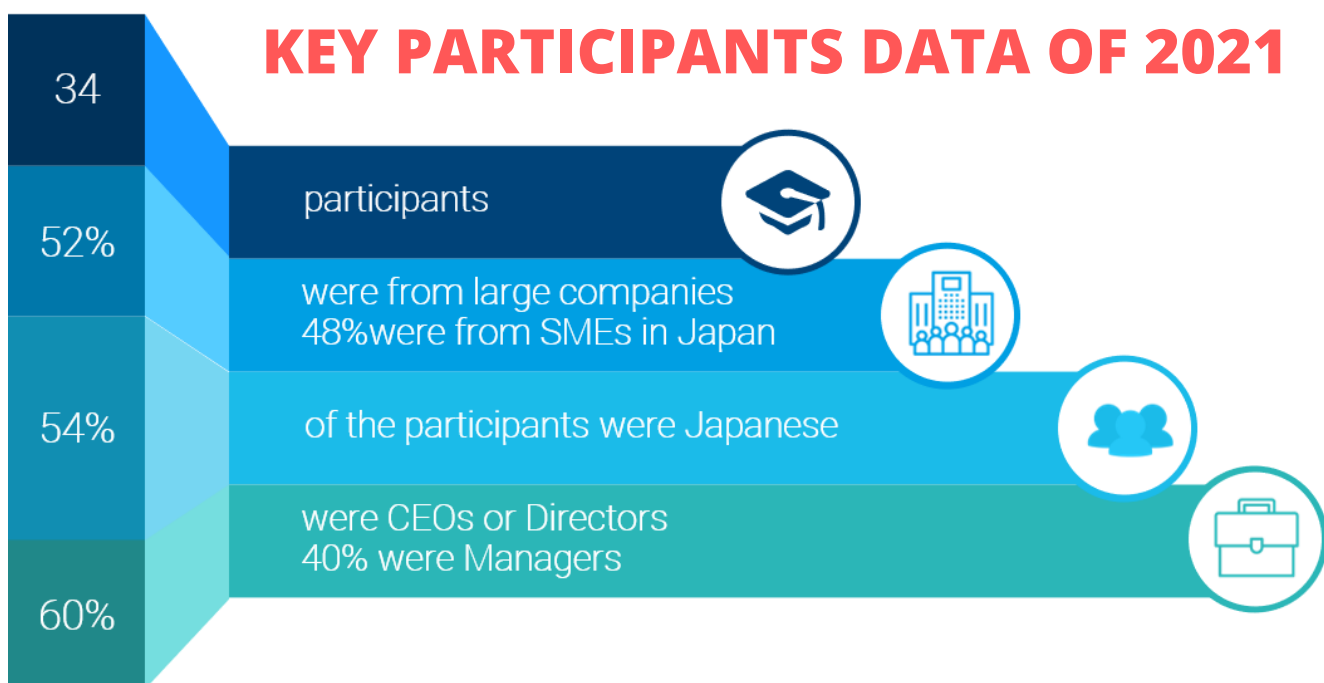 KEY PARTICIPANTS DATA OF 2021
34
participants
52%
were from large companies
48%were from SMEs in Japan
54%
of the participants were Japanese
60%
were CEOs or Directors
40% were Managers